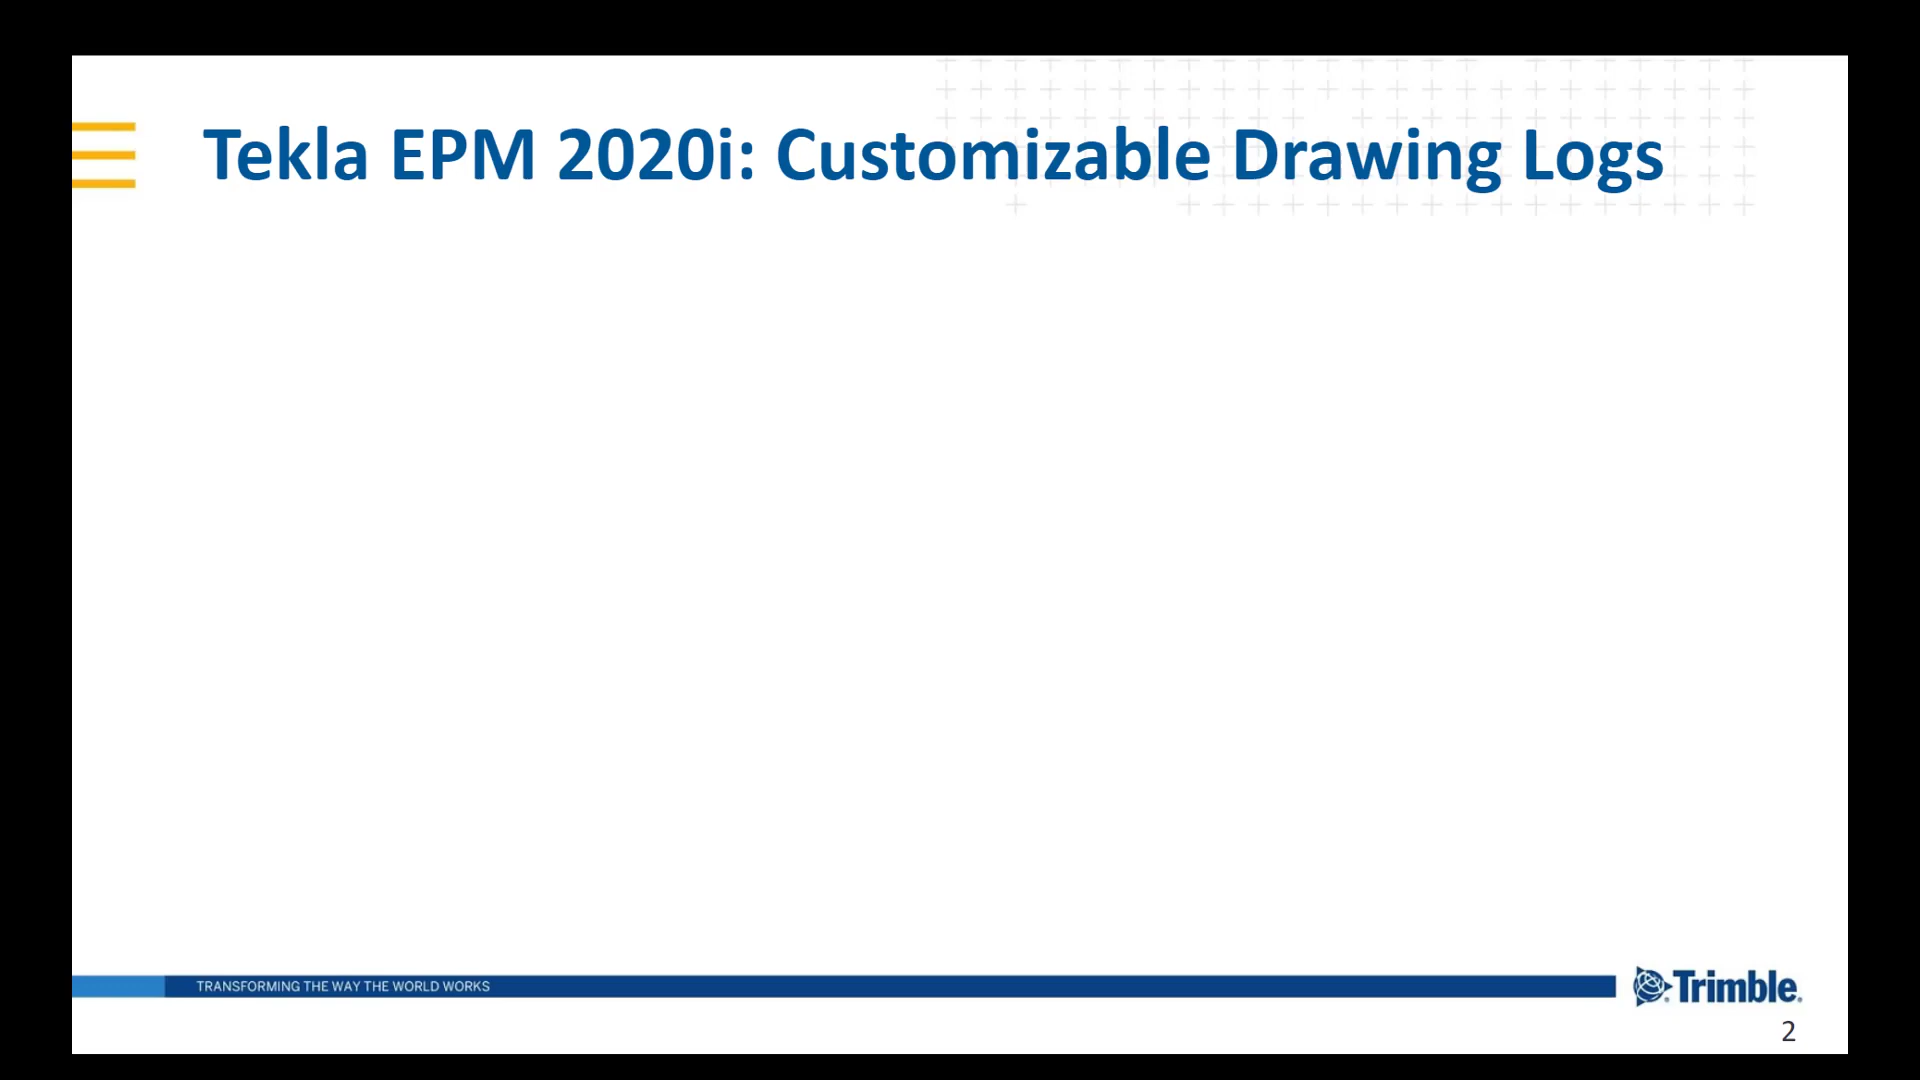 Tekla EPM 2020i: Customizable Drawing Logs
TRANSFORMING THE WAY THE WORLD WORKS
Trimble
2